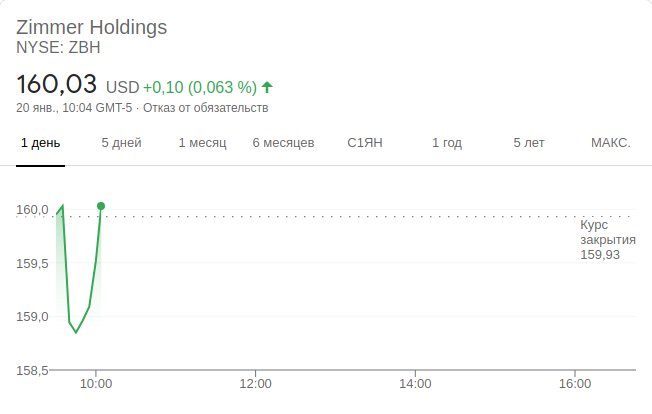 Zimmer Holdings
NYSE: ZBH
160,03 USD +0,10 (0,063 %)
20 янв., 10:04 GMT-5 · Отказ от обязательств
1 день 5 дней 1 месяц 6 месяцев С1ЯН 1 год 5 лет МАКС.
160,0
Курс
закрытия
159,93
159,5
159,0
158,5
10:00 12:00 14:00 16:00